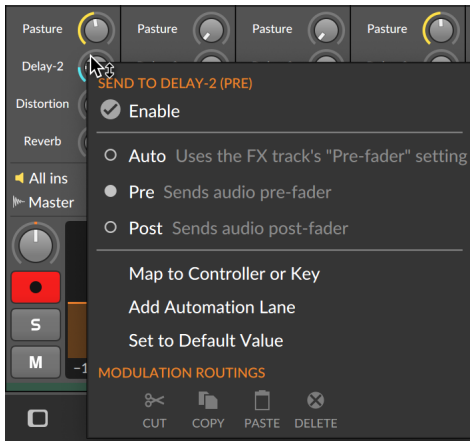 Pasture Pasture Pasture Pasture
Delay-2
SEND TO DELAY-2 (PRE)
Distortion
Enable
Reverb
Auto Uses the FX track's "Pre-fader" setting
All ins
Pre Sends audio pre-fader
Master
Post Sends audio post-fader
Map to Controller or Key
Add Automation Lane
S
Set to Default Value
M
-1
MODULATION ROUTINGS
CUT COPY PASTE DELETE